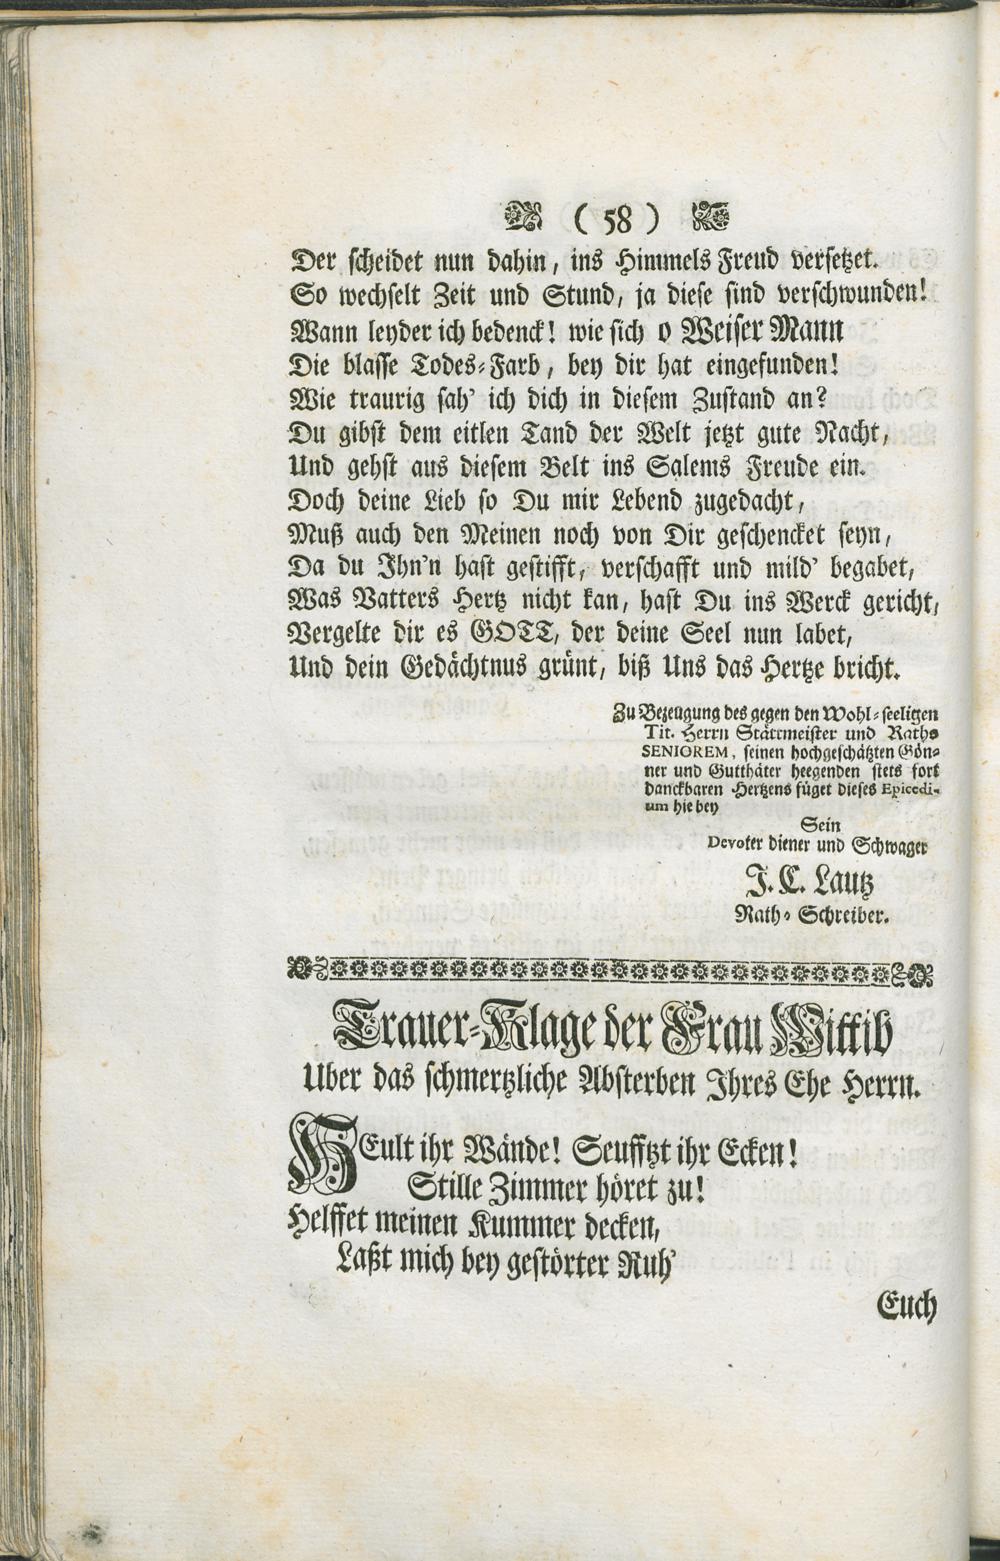 ( 58 )
Der scheidet nun dahin, ins Himmels Freud versetzet.
So wechselt Zeit und Stund, ja diese sind verschwunden!
Wann leyder ich bedenck! wie sich o Weiser Mann
Die blasse Todes-Farb, bey dir hat eingefunden!
Wie traurig sah' ich dich in diesem Zustand an?
Du gibst dem eitlen Tand der Welt jetzt gute Nacht,
Und gehst aus diesem Belt ins Salems Freude ein.
Doch deine Lieb so Du mir Lebend zugedacht,
Muß auch den Meinen noch von Dir geschencket seyn,
Da du Ihn'n hast gestifft, verschafft und mild' begabet,
Was Vatters Hertz nicht kan, hast Du ins Werck gericht,
Vergelte dir es GOTT, der deine Seel nun labet,
Und dein Gedächtnus grünt, biß Uns das Hertze bricht.
Zu Bezeugung des gegen den Wohl-seeligen
Tit. Herrn Stättmeister und Raths
SENIOREM, seinen hochgeschätzten Gön-
ner und Gutthäter heegenden stets fort
danckbaren Hertzens füget dieses Epicedi-
um hie bey
Sein
Devoter diener und Schwager
J. C. Lautz
Rath-Schreiber.
Trauer-Klage der Frau Wittib
Uber das schmertzliche Absterben Ihres Ehe Herrn.
HEult ihr Wände! Seufftzt ihr Ecken!
Stille Zimmer höret zu!
Helffet meinen Kummer decken,
Laßt mich bey gestörter Ruh'
Euch